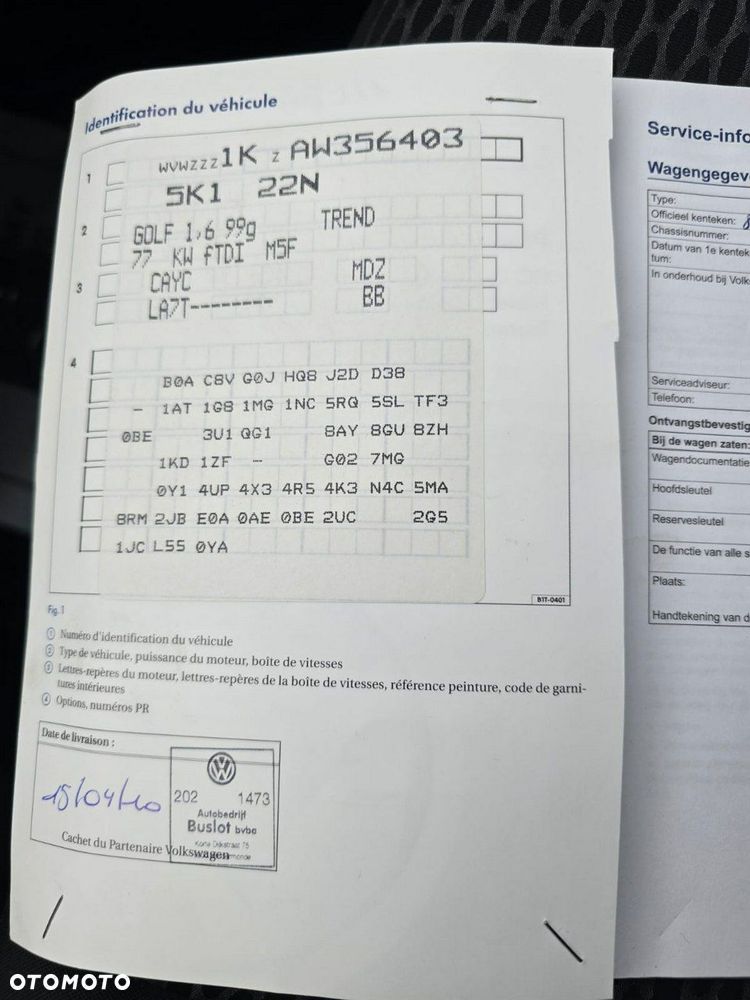 Identification du véhicule
1 WVWZZZ1K Z AW356403
5K1 22N
2 GOLF 1,6 99g TREND
77 KW fTDI M5F
3 CAYC MDZ
LA7T-------- BB
4
B0A C8V G0J HQ8 J2D D38
- 1AT 1G8 1MG 1NC 5RQ 5SL TF3
0BE 3U1 QG1 8AY 8GU 8ZH
1KD 1ZF - G02 7MG
0Y1 4UP 4X3 4R5 4K3 N4C 5MA
8RM 2JB E0A 0AE 0BE 2UC 2G5
1JC L55 0YA
B1T-0401
Fig. 1
① Numéro d'identification du véhicule
② Type de véhicule, puissance du moteur, boîte de vitesses
③ Lettres-repères du moteur, lettres-repères de la boîte de vitesses, référence peinture, code de garni-
tures intérieures
④ Options, numéros PR
Date de livraison :
15/04/10
202 1473
Autobedrijf
Buslot bvba
Cachet du Partenaire Volkswagen
Service-info
Wagengegev
Type:
Officieel kenteken:
Chassisnummer:
Datum van 1e kentek
tum:
In onderhoud bij Volks
Serviceadviseur:
Telefoon:
Ontvangstbevestig
Bij de wagen zaten:
Wagendocumentatie
Hoofdsleutel
Reservesleutel
De functie van alle s
Plaats:
Handtekening van d
OTOMOTO